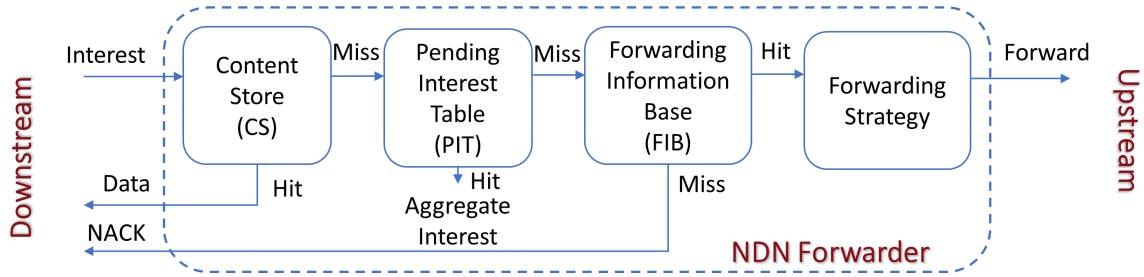 Interest
Content
Store
(CS)
Miss
Pending
Interest
Table
(PIT)
Miss
Forwarding
Information
Base
(FIB)
Hit
Forwarding
Strategy
Forward
Downstream
Upstream
Data
Hit
Hit
Aggregate
Interest
Miss
NACK
NDN Forwarder